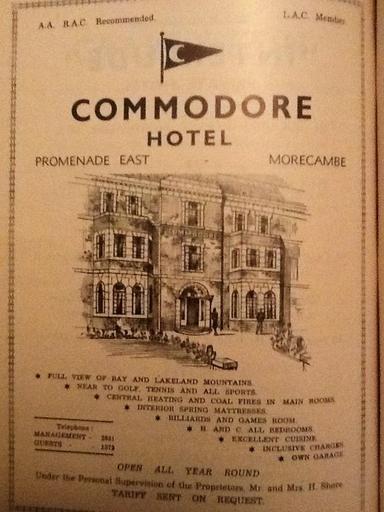 A.A. R.A.C. Recommended. L.A.C. Member.
COMMODORE
HOTEL
PROMENADE EAST - MORECAMBE
* FULL VIEW OF BAY AND LAKELAND MOUNTAINS.
* NEAR TO GOLF, TENNIS AND ALL SPORTS.
* CENTRAL HEATING AND COAL FIRES IN MAIN ROOMS.
* INTERIOR SPRING MATTRESSES.
* BILLIARDS AND GAMES ROOM.
* H. AND C. ALL BEDROOMS.
* EXCELLENT CUISINE.
* INCLUSIVE CHARGES.
* OWN GARAGE.
Telephone:
MANAGEMENT -
GUESTS - -
OPEN ALL YEAR ROUND
Under the Personal Supervision of the Proprietors, Mr. and Mrs. H. Shore
TARIFF SENT ON REQUEST.